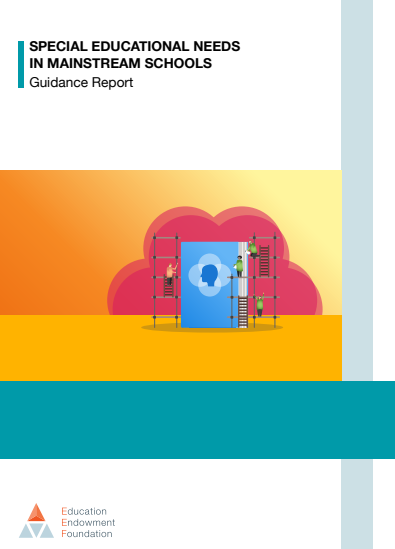 SPECIAL EDUCATIONAL NEEDS
IN MAINSTREAM SCHOOLS
Guidance Report
Education
Endowment
Foundation